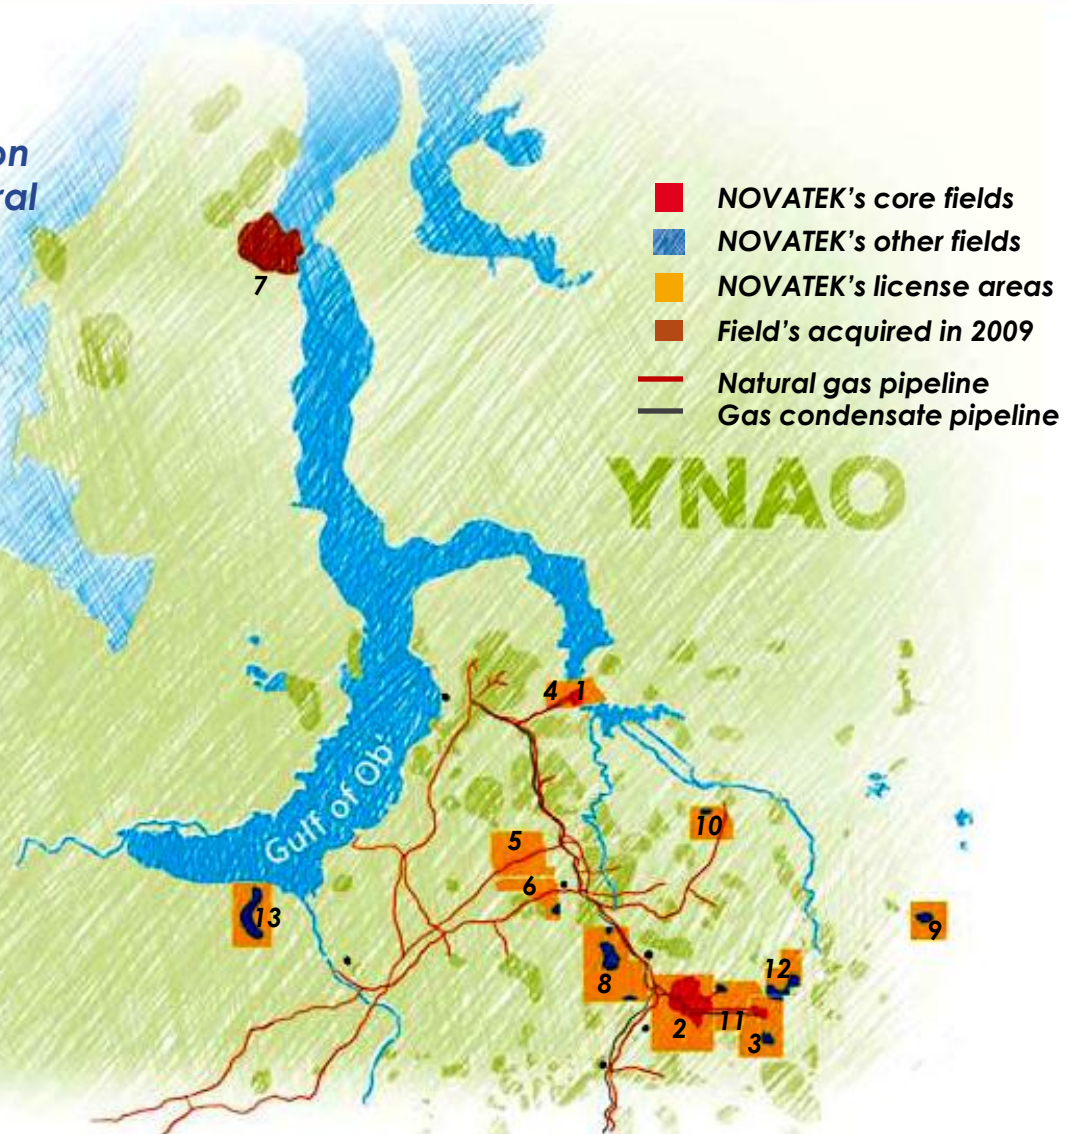 on
ral
NOVATEK's core fields
NOVATEK's other fields
NOVATEK's license areas
Field's acquired in 2009
Natural gas pipeline
Gas condensate pipeline
7
YNAO
4 1
Gulf of Ob'
10
5
6
13
9
12
8
11
2
3